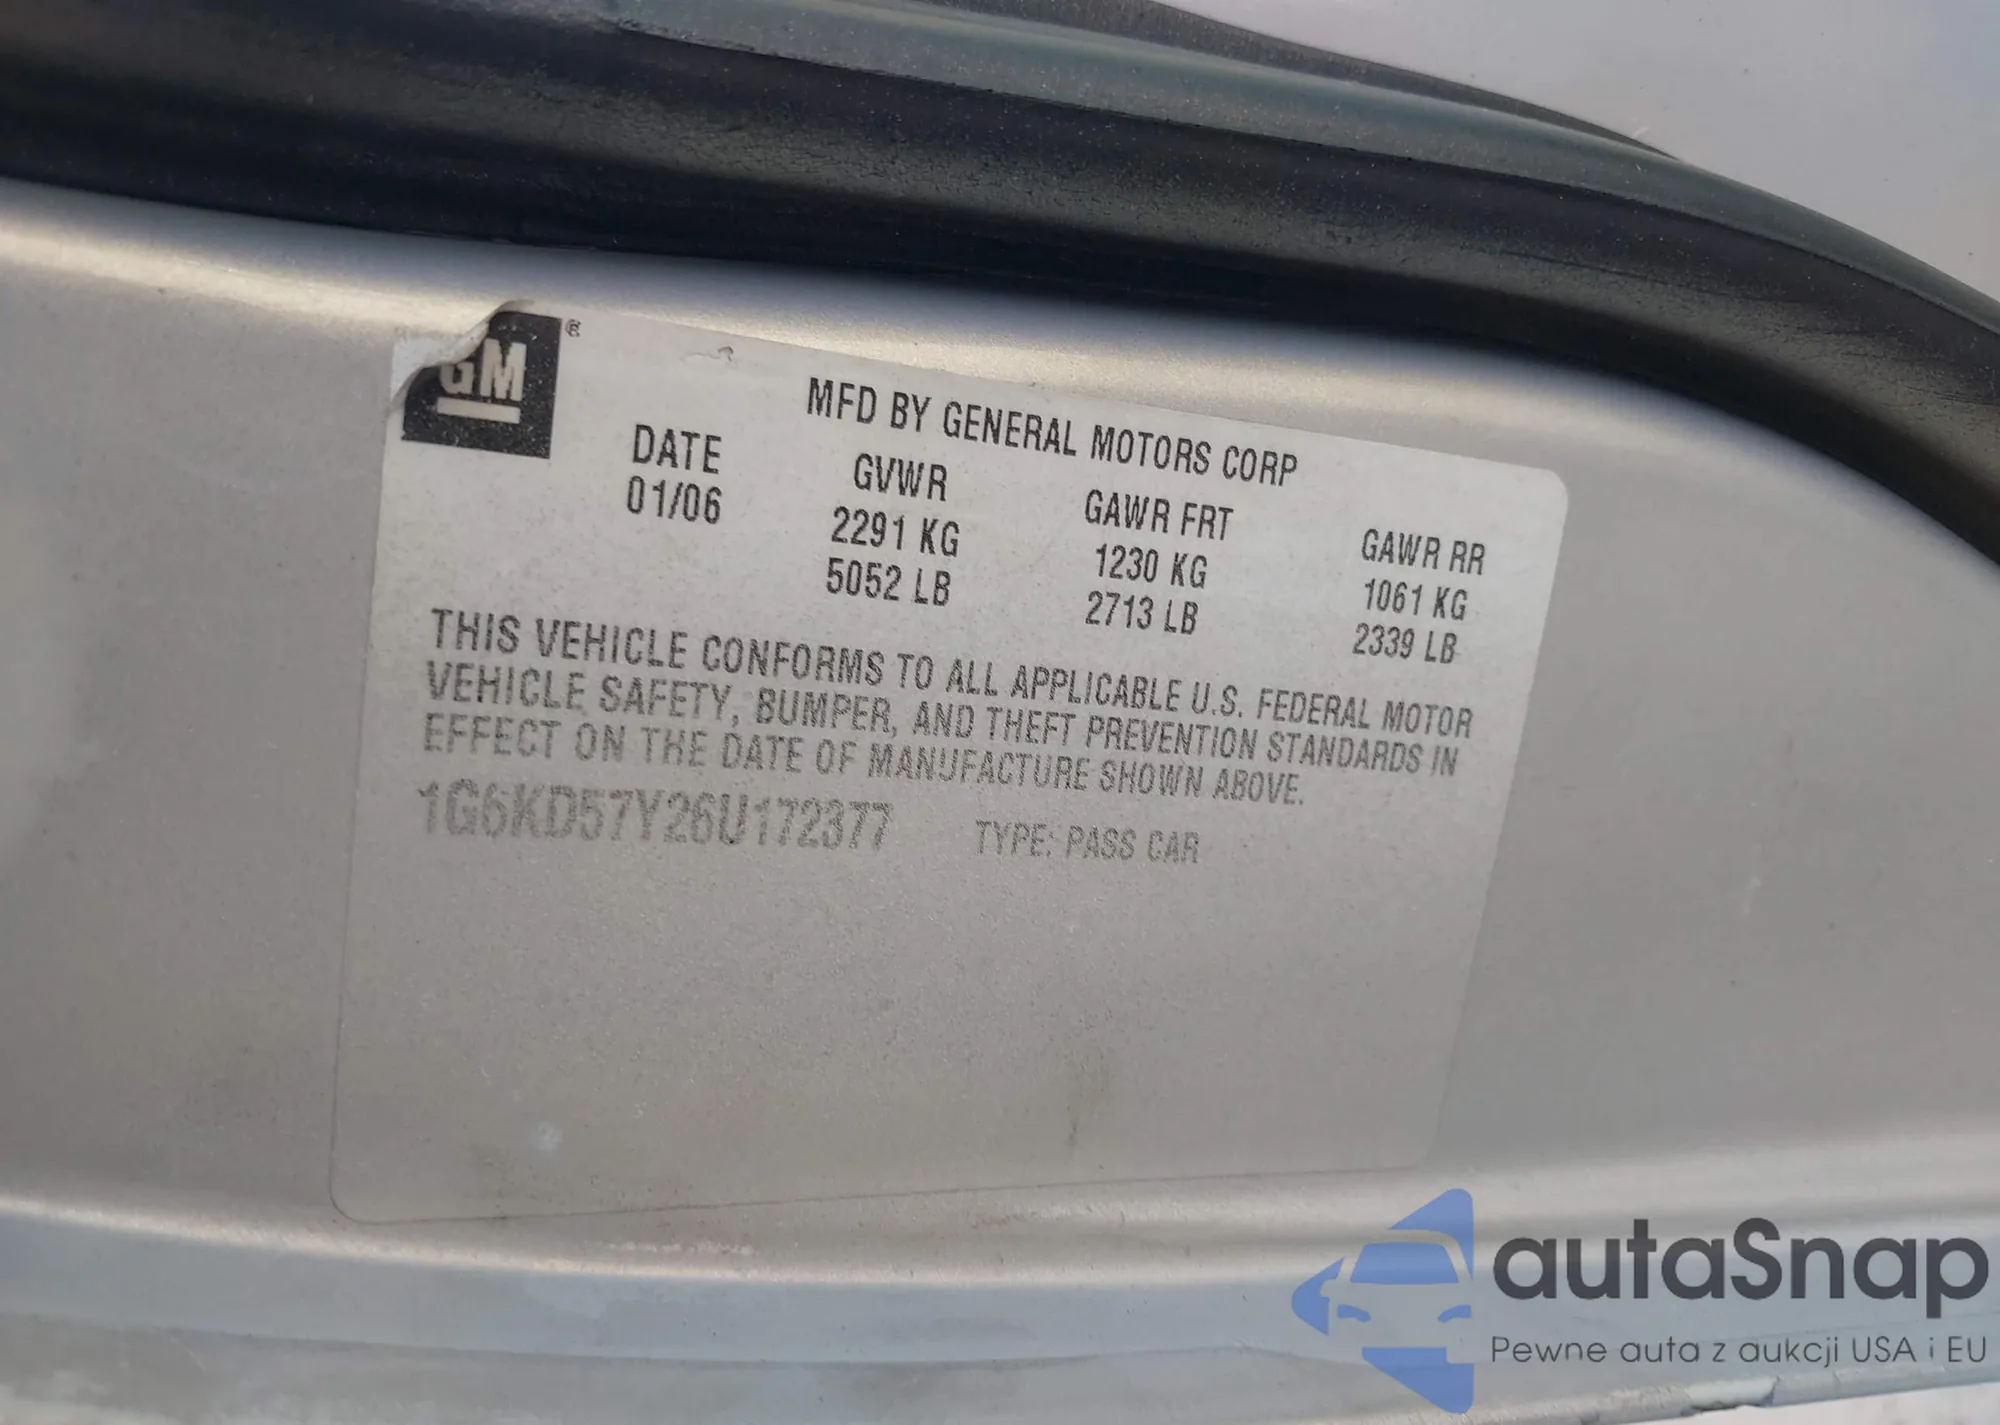 GM ®
MFD BY GENERAL MOTORS CORP
DATE GVWR GAWR FRT GAWR RR
01/06 2291 KG 1230 KG 1061 KG
5052 LB 2713 LB 2339 LB
THIS VEHICLE CONFORMS TO ALL APPLICABLE U.S. FEDERAL MOTOR
VEHICLE SAFETY, BUMPER, AND THEFT PREVENTION STANDARDS IN
EFFECT ON THE DATE OF MANUFACTURE SHOWN ABOVE.
1G6KD57Y26U172377 TYPE: PASS CAR
autaSnap
Pewne auta z aukcji USA i EU